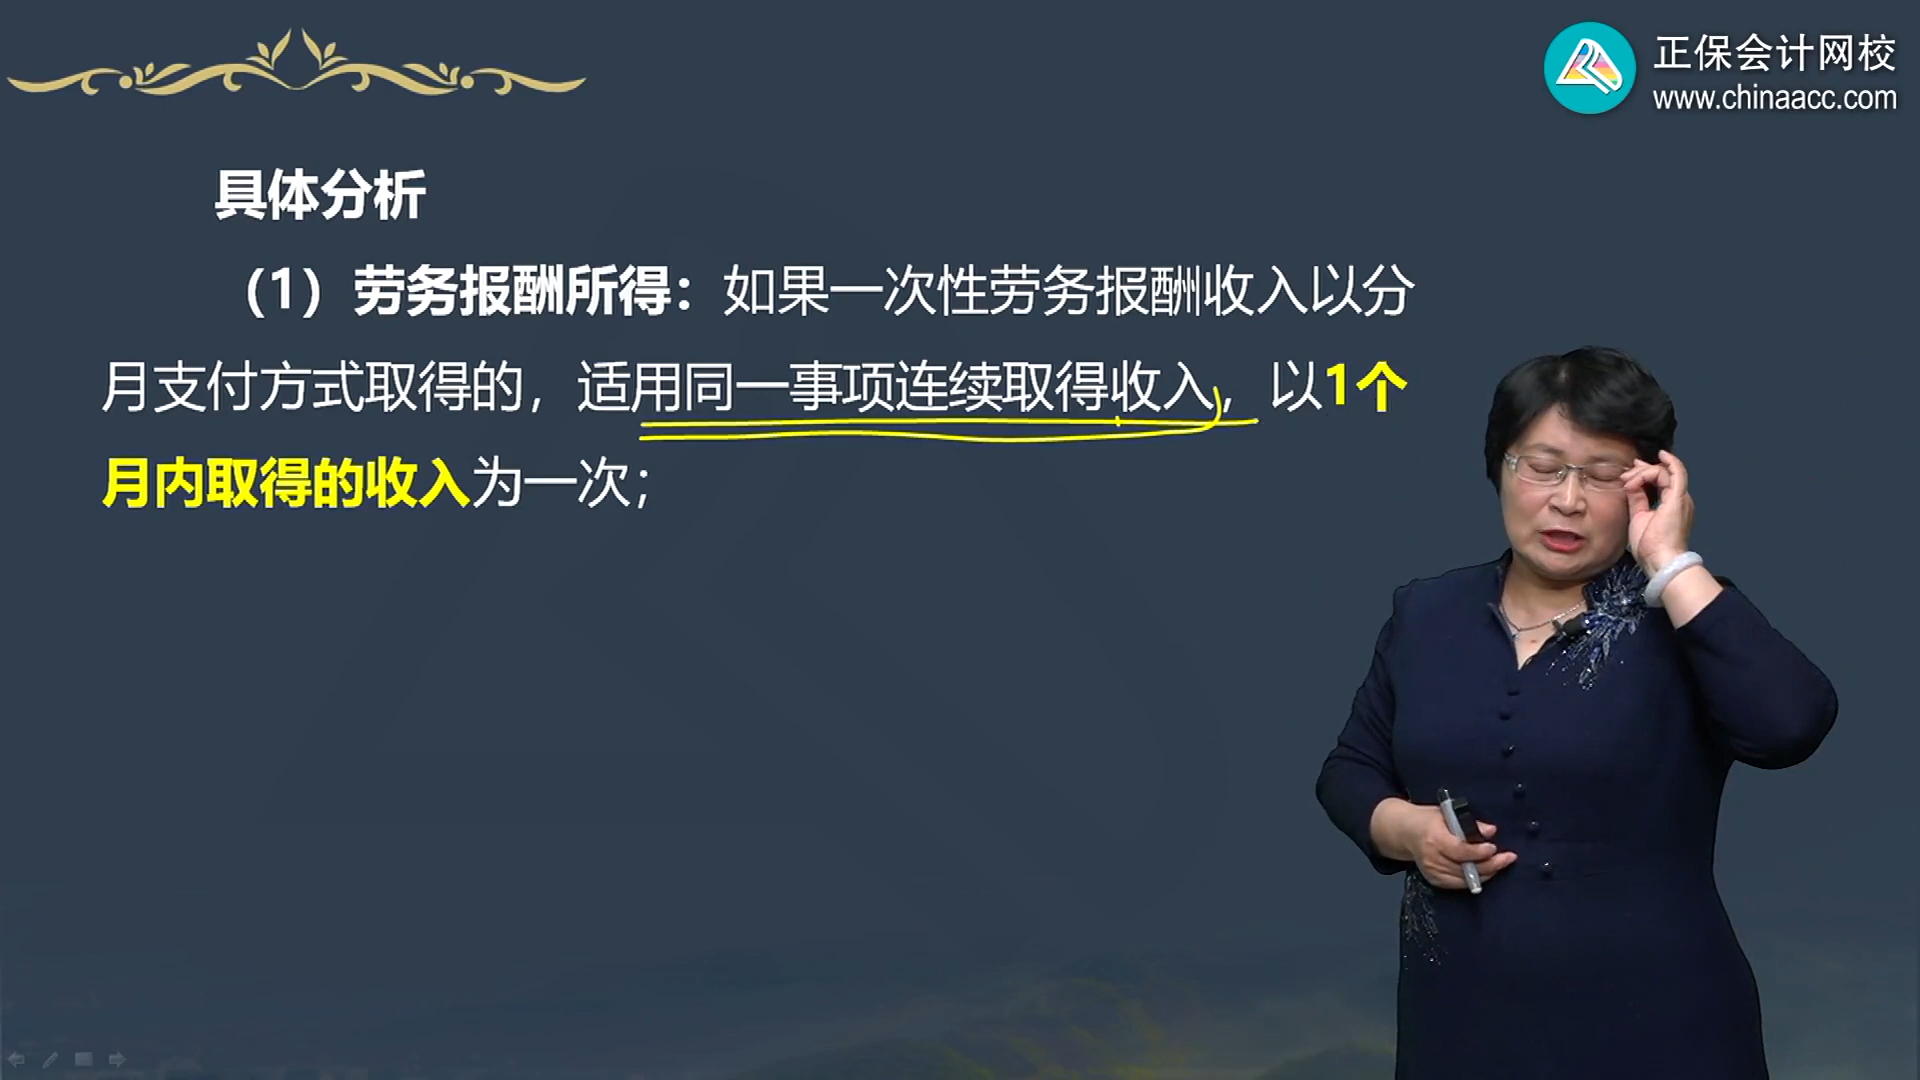 正保会计网校
www.chinaacc.com
具体分析
（1）劳务报酬所得：如果一次性劳务报酬收入以分
月支付方式取得的，适用同一事项连续取得收入，以1个
月内取得的收入为一次；